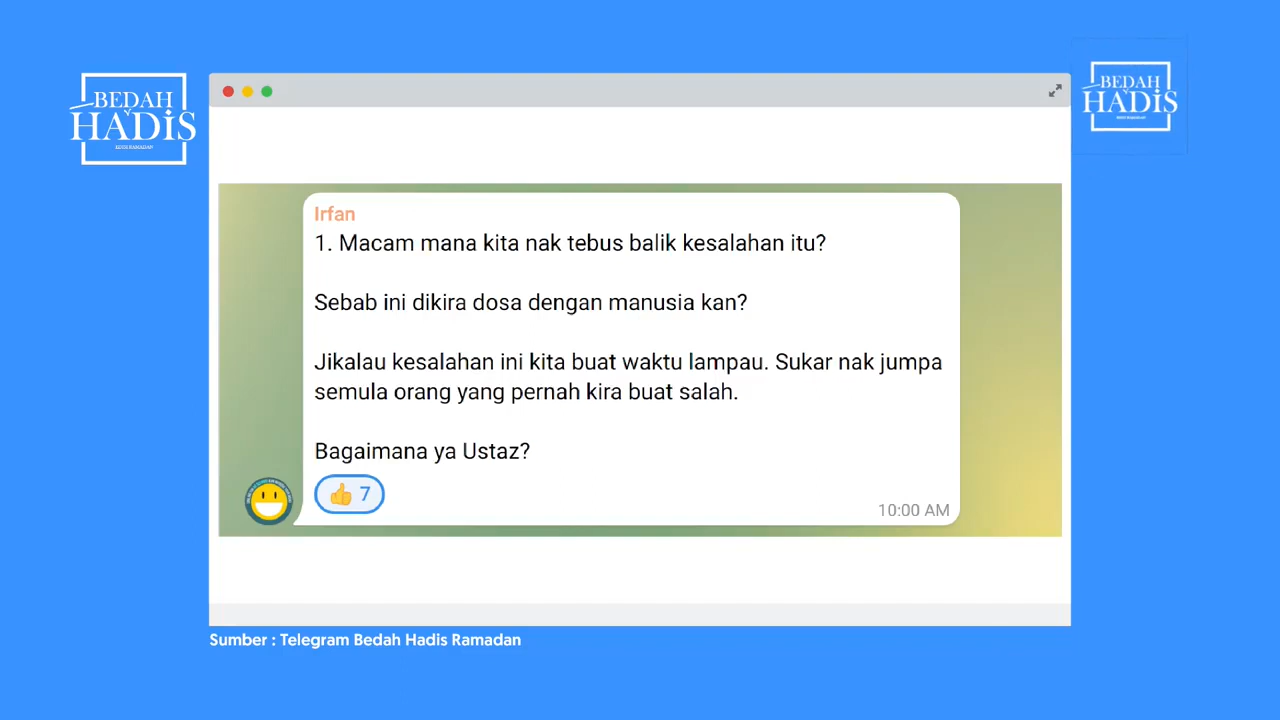 BEDAH
HADIS
EDISI RAMADAN
BEDAH
HADIS
Irfan
1. Macam mana kita nak tebus balik kesalahan itu?
Sebab ini dikira dosa dengan manusia kan?
Jikalau kesalahan ini kita buat waktu lampau. Sukar nak jumpa
semula orang yang pernah kira buat salah.
Bagaimana ya Ustaz?
👍 7
10:00 AM
Sumber : Telegram Bedah Hadis Ramadan